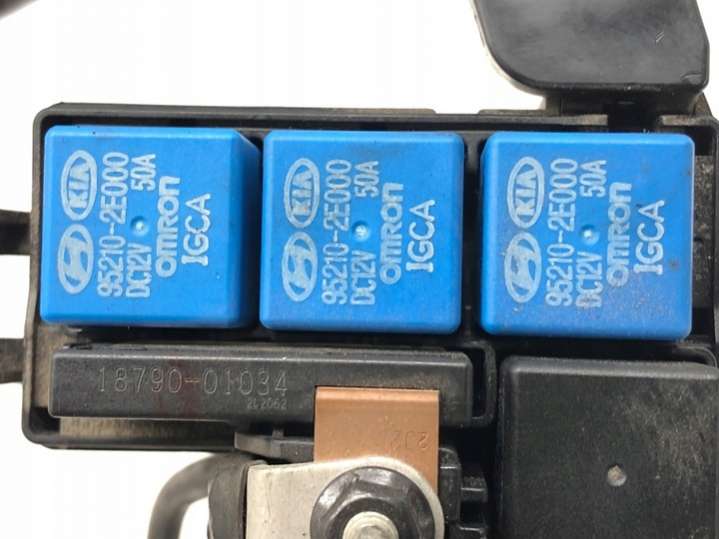 KIA
95210-2E000
DC12V 50A
OMRON
IGCA
KIA
95210-2E000
DC12V 50A
OMRON
IGCA
KIA
95210-2E000
DC12V 50A
OMRON
IGCA
18790-01034